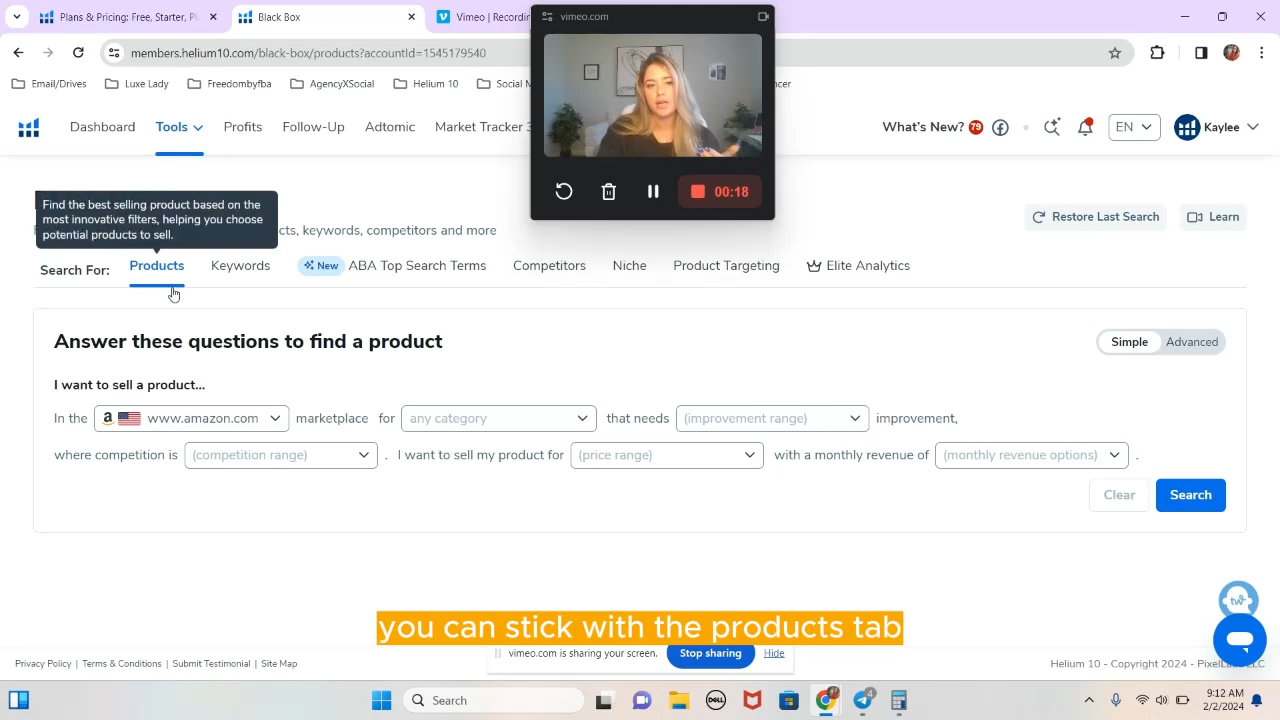 Plans & Pricing: Free, Starter, Pl
Black Box
Vimeo | Recordin
vimeo.com
members.helium10.com/black-box/products?accountId=1545179540
Email/Drives
Luxe Lady
Freedombyfba
AgencyXSocial
Helium 10
Social M
ncer
Dashboard
Tools
Profits
Follow-Up
Adtomic
Market Tracker 3
What's New? 79
EN
Kaylee
00:18
Find the best selling product based on the
most innovative filters, helping you choose
potential products to sell.
cts, keywords, competitors and more
Restore Last Search
Learn
Search For:
Products
Keywords
New ABA Top Search Terms
Competitors
Niche
Product Targeting
Elite Analytics
Answer these questions to find a product
Simple
Advanced
I want to sell a product...
In the www.amazon.com marketplace for any category that needs (improvement range) improvement,
where competition is (competition range) . I want to sell my product for (price range) with a monthly revenue of (monthly revenue options) .
Clear
Search
you can stick with the products tab
vimeo.com is sharing your screen.
Stop sharing
Hide
Privacy Policy | Terms & Conditions | Submit Testimonial | Site Map
Helium 10 - Copyright 2024 - PixelLabs LLC
Search
DELL
4
9:12 AM
2/2/2024